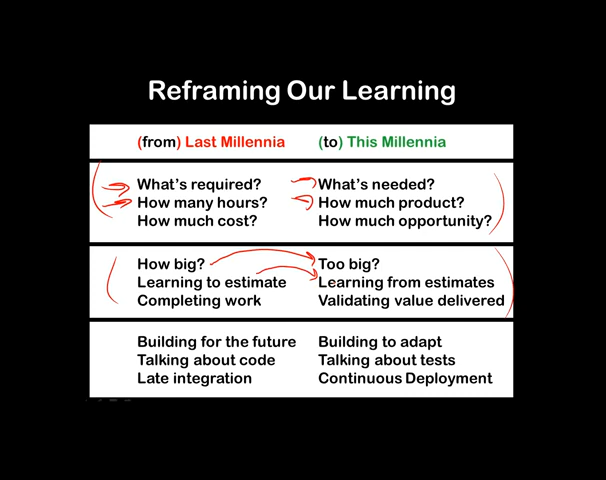 Reframing Our Learning
(from) Last Millennia (to) This Millennia
What's required? What's needed?
How many hours? How much product?
How much cost? How much opportunity?
How big? Too big?
Learning to estimate Learning from estimates
Completing work Validating value delivered
Building for the future Building to adapt
Talking about code Talking about tests
Late integration Continuous Deployment